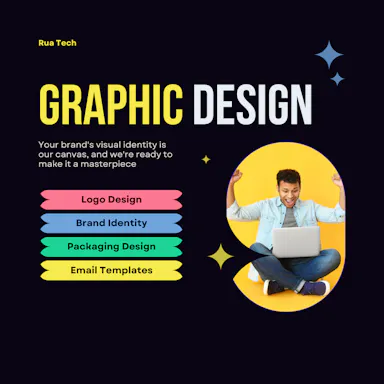 Rua Tech
GRAPHIC DESIGN
Your brand's visual identity is
our canvas, and we're ready to
make it a masterpiece
Logo Design
Brand Identity
Packaging Design
Email Templates